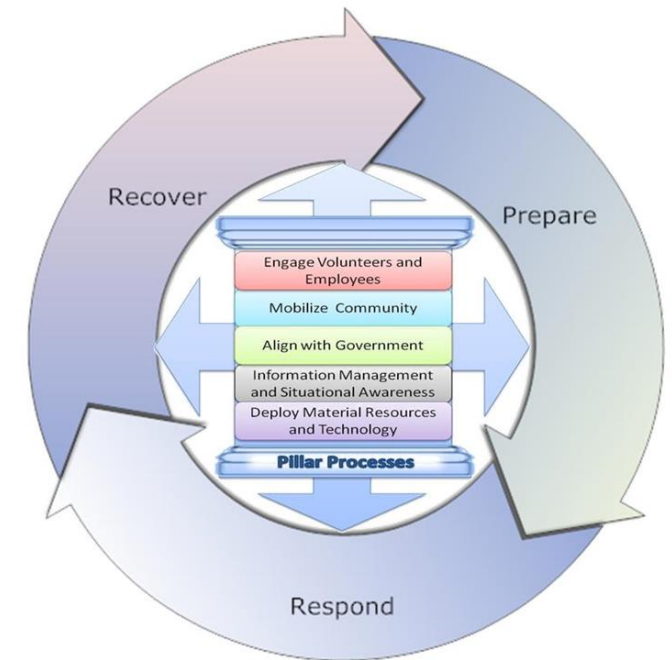 Recover
Prepare
Engage Volunteers and
Employees
Mobilize Community
Align with Government
Information Management
and Situational Awareness
Deploy Material Resources
and Technology
Pillar Processes
Respond